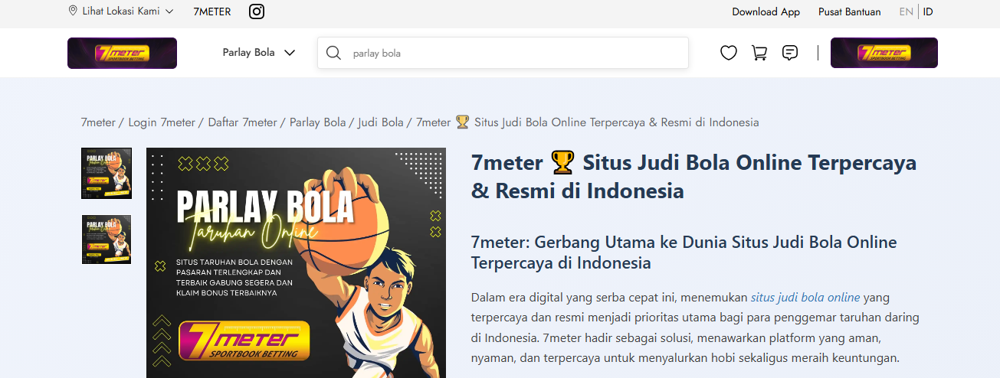 Lihat Lokasi Kami 7METER Download App Pusat Bantuan EN ID
7meter SPORTBOOK BETTING Parlay Bola parlay bola 7meter SPORTBOOK BETTING
7meter / Login 7meter / Daftar 7meter / Parlay Bola / Judi Bola / 7meter 🏆 Situs Judi Bola Online Terpercaya & Resmi di Indonesia
PARLAY BOLA
Taruhan Online
SITUS TARUHAN BOLA DENGAN
PASARAN TERLENGKAP DAN
TERBAIK GABUNG SEGERA DAN
KLAIM BONUS TERBAIKNYA
7meter
SPORTBOOK BETTING
7meter 🏆 Situs Judi Bola Online Terpercaya
& Resmi di Indonesia
7meter: Gerbang Utama ke Dunia Situs Judi Bola Online
Terpercaya di Indonesia
Dalam era digital yang serba cepat ini, menemukan situs judi bola online yang
terpercaya dan resmi menjadi prioritas utama bagi para penggemar taruhan daring
di Indonesia. 7meter hadir sebagai solusi, menawarkan platform yang aman,
nyaman, dan terpercaya untuk menyalurkan hobi sekaligus meraih keuntungan.